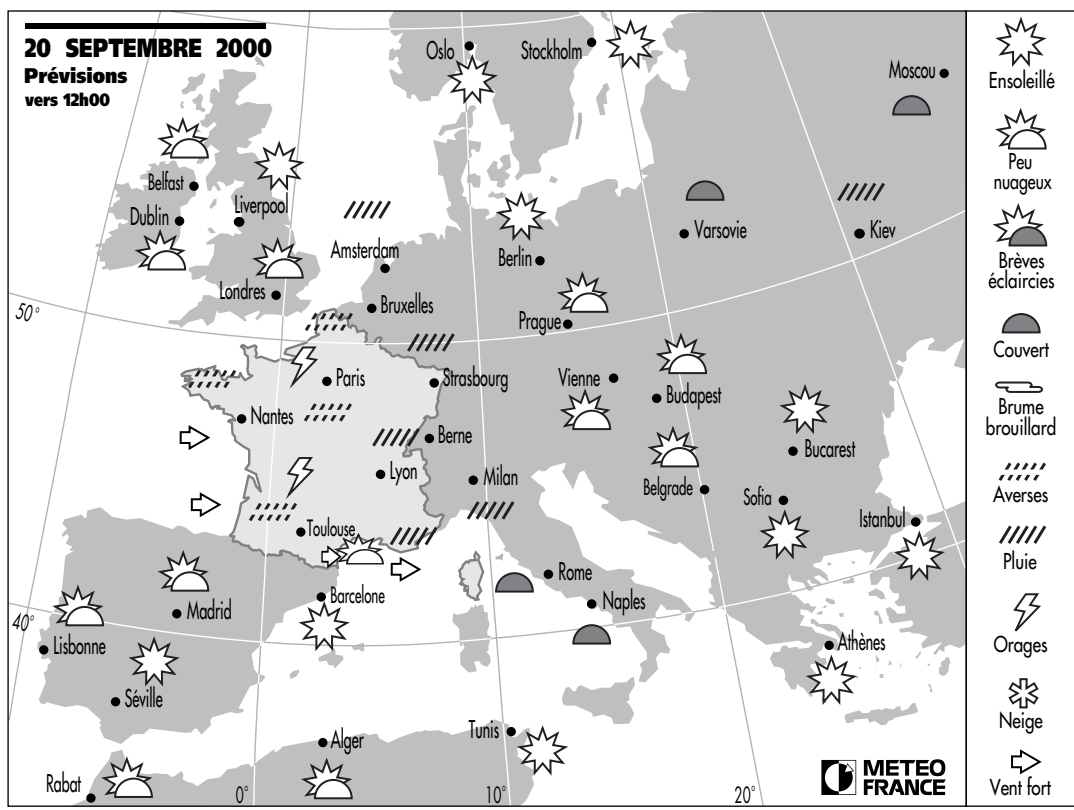 20 SEPTEMBRE 2000
Prévisions
vers 12h00
Oslo
Stockholm
Moscou
Belfast
Dublin
Liverpool
Amsterdam
Berlin
Varsovie
Kiev
Londres
Bruxelles
Prague
50°
Paris
Strasbourg
Vienne
Budapest
Nantes
Berne
Bucarest
Lyon
Milan
Belgrade
Sofia
Istanbul
Toulouse
Rome
Barcelone
Naples
Madrid
40°
Lisbonne
Athènes
Séville
Alger
Tunis
Rabat
0°
10°
20°
METEO
FRANCE
Ensoleillé
Peu
nuageux
Brèves
éclaircies
Couvert
Brume
brouillard
Averses
Pluie
Orages
Neige
Vent fort